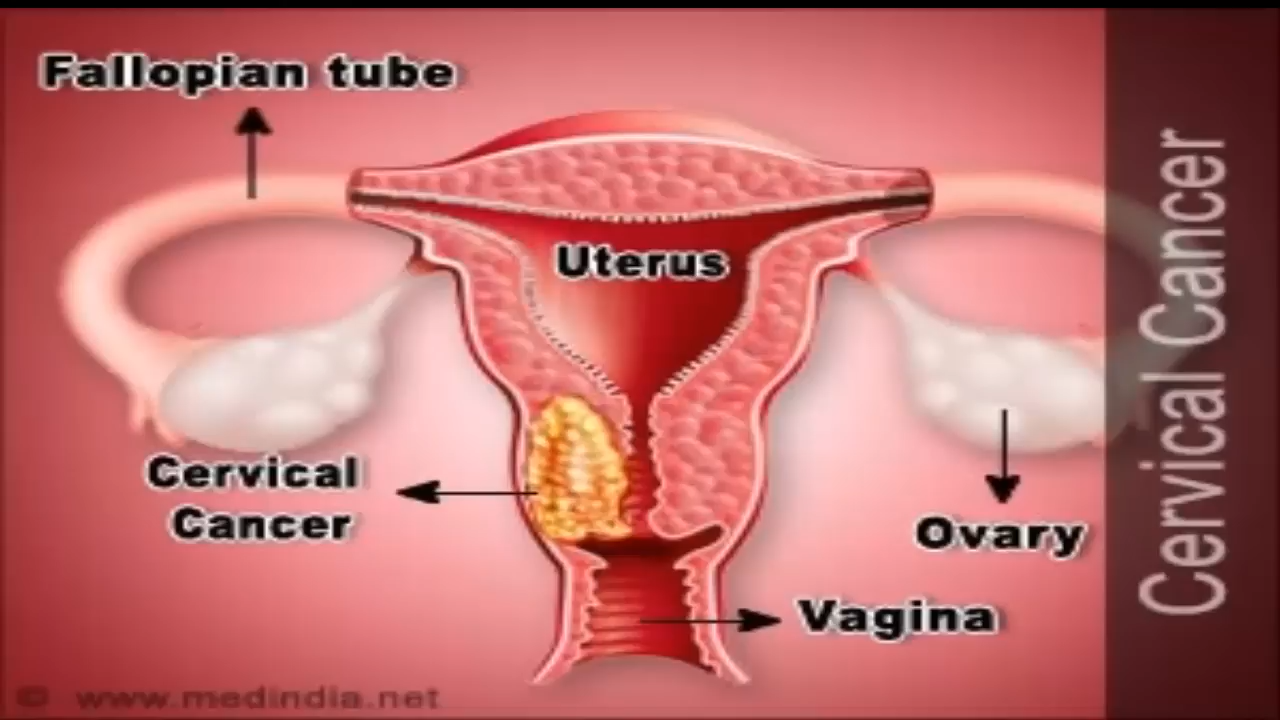 Fallopian tube
Uterus
Cervical
Cancer
Ovary
Vagina
Cervical Cancer
© www.medindia.net